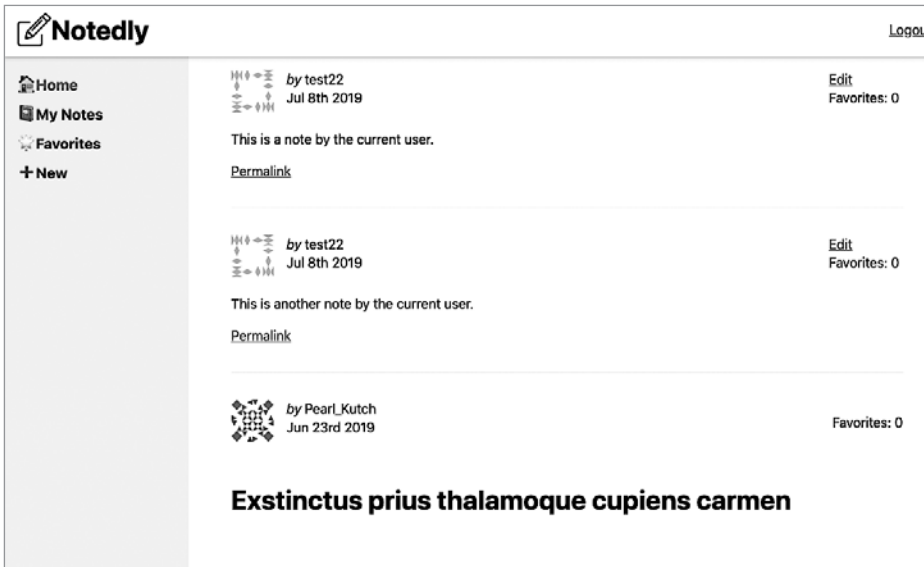 Notedly
Home
My Notes
Favorites
New
by test22
Jul 8th 2019
Edit
Favorites: 0
This is a note by the current user.
Permalink
by test22
Jul 8th 2019
Edit
Favorites: 0
This is another note by the current user.
Permalink
by Pearl_Kutch
Jun 23rd 2019
Favorites: 0
Exstinctus prius thalamoque cupiens carmen